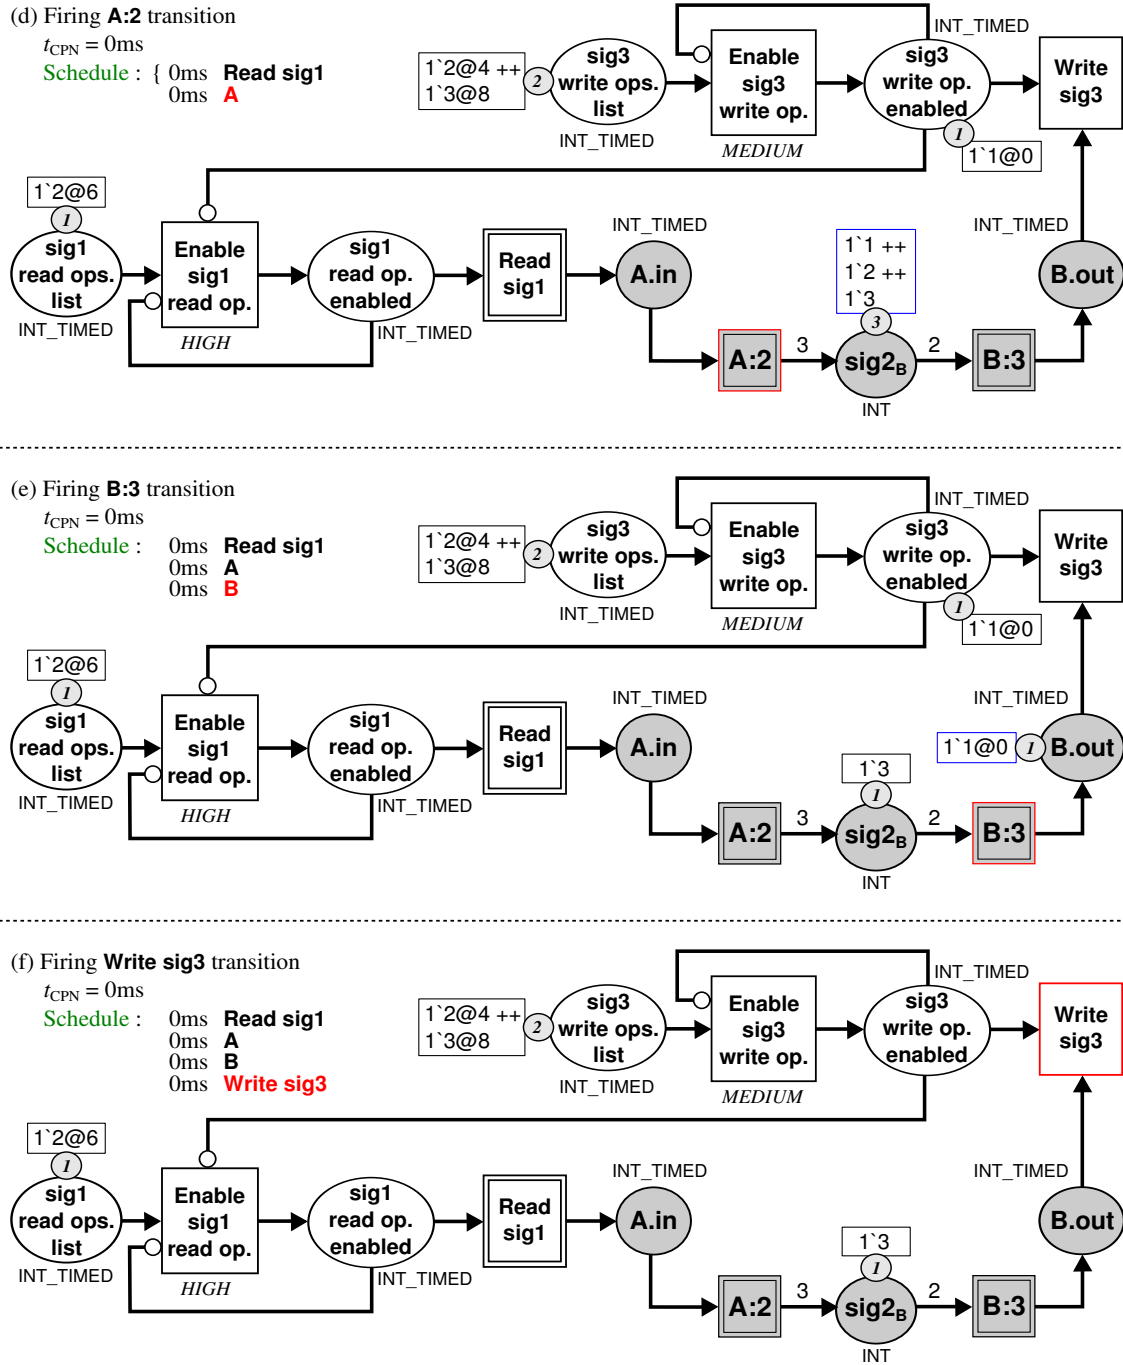 (d) Firing A:2 transition
tCPN = 0ms
Schedule : { 0ms Read sig1
0ms A
1`2@4 ++
1`3@8
2
sig3
write ops.
list
INT_TIMED
Enable
sig3
write op.
MEDIUM
INT_TIMED
sig3
write op.
enabled
1
1`1@0
Write
sig3
1`2@6
1
sig1
read ops.
list
INT_TIMED
Enable
sig1
read op.
HIGH
sig1
read op.
enabled
INT_TIMED
Read
sig1
INT_TIMED
A.in
A:2
3
1`1 ++
1`2 ++
1`3
3
sig2B
INT
2
B:3
INT_TIMED
B.out
(e) Firing B:3 transition
tCPN = 0ms
Schedule : 0ms Read sig1
0ms A
0ms B
1`2@4 ++
1`3@8
2
sig3
write ops.
list
INT_TIMED
Enable
sig3
write op.
MEDIUM
INT_TIMED
sig3
write op.
enabled
1
1`1@0
Write
sig3
1`2@6
1
sig1
read ops.
list
INT_TIMED
Enable
sig1
read op.
HIGH
sig1
read op.
enabled
INT_TIMED
Read
sig1
INT_TIMED
A.in
A:2
3
1`3
1
sig2B
INT
2
B:3
INT_TIMED
1`1@0
1
B.out
(f) Firing Write sig3 transition
tCPN = 0ms
Schedule : 0ms Read sig1
0ms A
0ms B
0ms Write sig3
1`2@4 ++
1`3@8
2
sig3
write ops.
list
INT_TIMED
Enable
sig3
write op.
MEDIUM
INT_TIMED
sig3
write op.
enabled
Write
sig3
1`2@6
1
sig1
read ops.
list
INT_TIMED
Enable
sig1
read op.
HIGH
sig1
read op.
enabled
INT_TIMED
Read
sig1
INT_TIMED
A.in
A:2
3
1`3
1
sig2B
INT
2
B:3
INT_TIMED
B.out